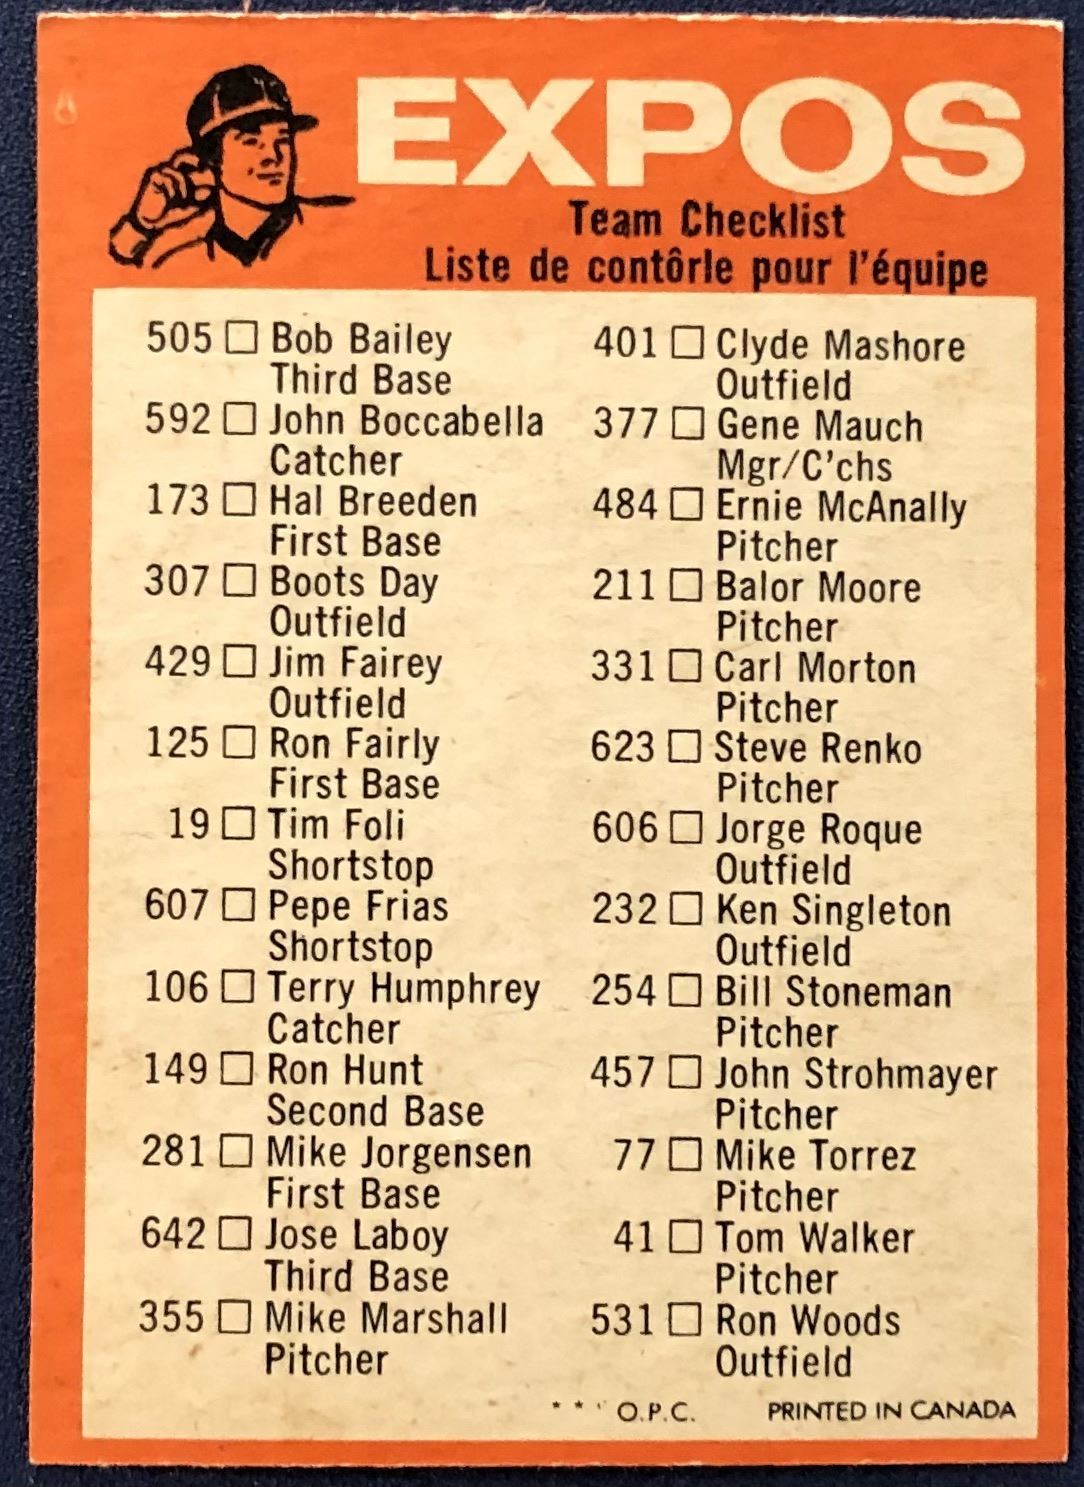 EXPOS
Team Checklist
Liste de contôrle pour l'équipe
505 □ Bob Bailey
Third Base
592 □ John Boccabella
Catcher
173 □ Hal Breeden
First Base
307 □ Boots Day
Outfield
429 □ Jim Fairey
Outfield
125 □ Ron Fairly
First Base
19 □ Tim Foli
Shortstop
607 □ Pepe Frias
Shortstop
106 □ Terry Humphrey
Catcher
149 □ Ron Hunt
Second Base
281 □ Mike Jorgensen
First Base
642 □ Jose Laboy
Third Base
355 □ Mike Marshall
Pitcher
401 □ Clyde Mashore
Outfield
377 □ Gene Mauch
Mgr/C'chs
484 □ Ernie McAnally
Pitcher
211 □ Balor Moore
Pitcher
331 □ Carl Morton
Pitcher
623 □ Steve Renko
Pitcher
606 □ Jorge Roque
Outfield
232 □ Ken Singleton
Outfield
254 □ Bill Stoneman
Pitcher
457 □ John Strohmayer
Pitcher
77 □ Mike Torrez
Pitcher
41 □ Tom Walker
Pitcher
531 □ Ron Woods
Outfield
* * * O.P.C. PRINTED IN CANADA